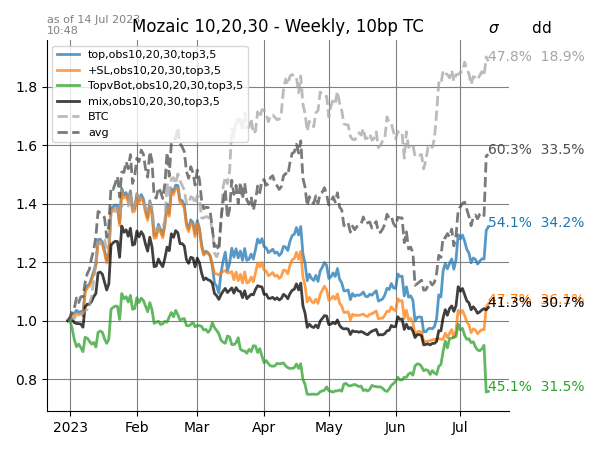 as of 14 Jul 2023
10:48
Mozaic 10,20,30 - Weekly, 10bp TC
σ dd
top,obs10,20,30,top3,5
+SL,obs10,20,30,top3,5
TopvBot,obs10,20,30,top3,5
mix,obs10,20,30,top3,5
BTC
avg
47.8% 18.9%
60.3% 33.5%
54.1% 34.2%
41.3% 30.7%
45.1% 31.5%
1.8
1.6
1.4
1.2
1.0
0.8
2023 Feb Mar Apr May Jun Jul